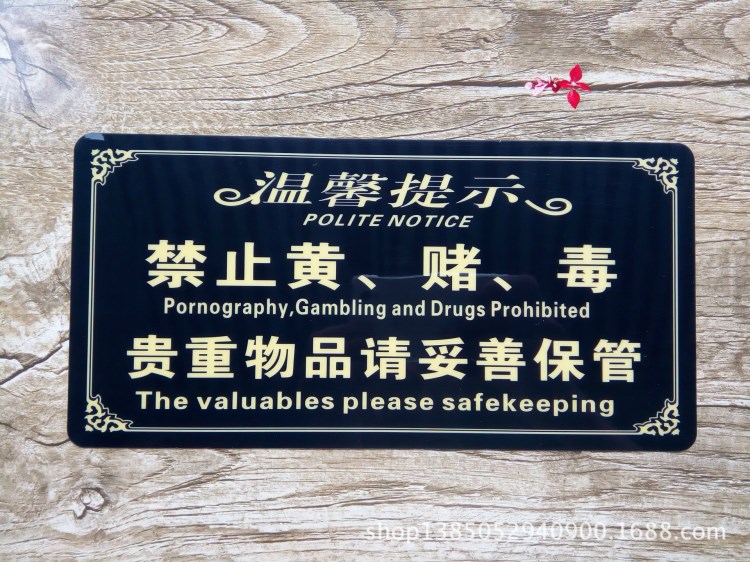 温馨提示
POLITE NOTICE
禁止黄、赌、毒
Pornography,Gambling and Drugs Prohibited
贵重物品请妥善保管
The valuables please safekeeping
shop1385052940900.1688.com